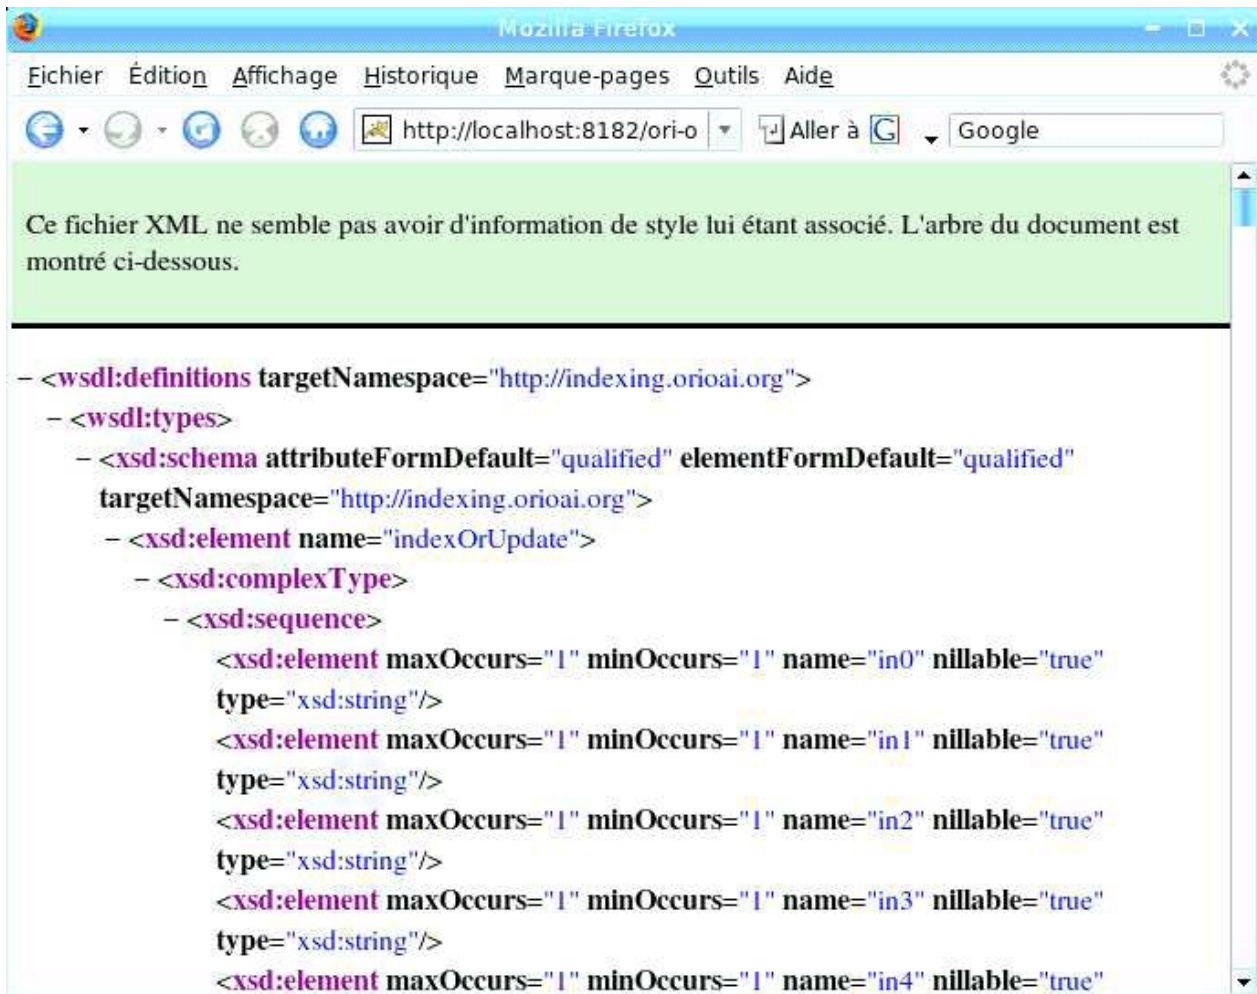 Mozilla Firefox
Fichier Édition Affichage Historique Marque-pages Outils Aide
http://localhost:8182/ori-o Aller à G Google
Ce fichier XML ne semble pas avoir d'information de style lui étant associé. L'arbre du document est
montré ci-dessous.
– <wsdl:definitions targetNamespace="http://indexing.orioai.org">
– <wsdl:types>
– <xsd:schema attributeFormDefault="qualified" elementFormDefault="qualified"
targetNamespace="http://indexing.orioai.org">
– <xsd:element name="indexOrUpdate">
– <xsd:complexType>
– <xsd:sequence>
<xsd:element maxOccurs="1" minOccurs="1" name="in0" nillable="true"
type="xsd:string"/>
<xsd:element maxOccurs="1" minOccurs="1" name="in1" nillable="true"
type="xsd:string"/>
<xsd:element maxOccurs="1" minOccurs="1" name="in2" nillable="true"
type="xsd:string"/>
<xsd:element maxOccurs="1" minOccurs="1" name="in3" nillable="true"
type="xsd:string"/>
<xsd:element maxOccurs="1" minOccurs="1" name="in4" nillable="true"